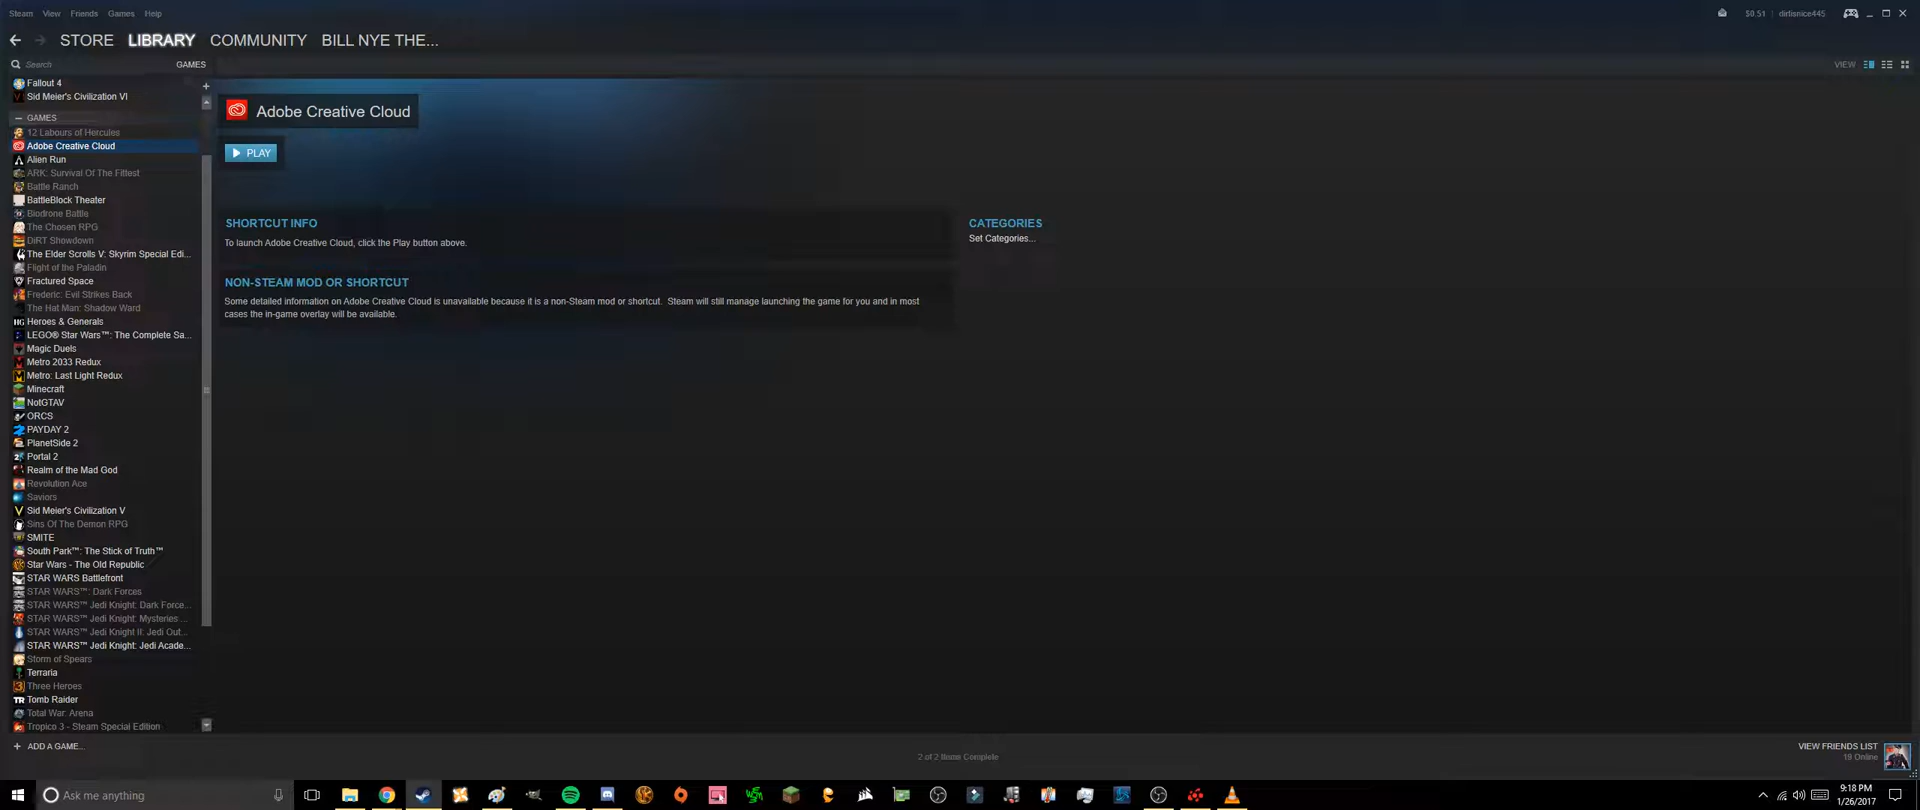 Steam View Friends Games Help
$0.51 dirtisnice445
STORE LIBRARY COMMUNITY BILL NYE THE...
Search GAMES
VIEW
Fallout 4
Sid Meier's Civilization VI
GAMES
12 Labours of Hercules
Adobe Creative Cloud
Alien Run
ARK: Survival Of The Fittest
Battle Ranch
BattleBlock Theater
Biodrone Battle
The Chosen RPG
DiRT Showdown
The Elder Scrolls V: Skyrim Special Edi...
Flight of the Paladin
Fractured Space
Frederic: Evil Strikes Back
The Hat Man: Shadow Ward
Heroes & Generals
LEGO® Star Wars™: The Complete Sa...
Magic Duels
Metro 2033 Redux
Metro: Last Light Redux
Minecraft
NotGTAV
ORCS
PAYDAY 2
PlanetSide 2
Portal 2
Realm of the Mad God
Revolution Ace
Saviors
Sid Meier's Civilization V
Sins Of The Demon RPG
SMITE
South Park™: The Stick of Truth™
Star Wars - The Old Republic
STAR WARS Battlefront
STAR WARS™: Dark Forces
STAR WARS™ Jedi Knight: Dark Force...
STAR WARS™ Jedi Knight: Mysteries ...
STAR WARS™ Jedi Knight II: Jedi Out...
STAR WARS™ Jedi Knight: Jedi Acade...
Storm of Spears
Terraria
Three Heroes
Tomb Raider
Total War: Arena
Tropico 3 - Steam Special Edition
ADD A GAME...
Adobe Creative Cloud
PLAY
SHORTCUT INFO
To launch Adobe Creative Cloud, click the Play button above.
NON-STEAM MOD OR SHORTCUT
Some detailed information on Adobe Creative Cloud is unavailable because it is a non-Steam mod or shortcut. Steam will still manage launching the game for you and in most
cases the in-game overlay will be available.
CATEGORIES
Set Categories...
2 of 2 Items Complete
VIEW FRIENDS LIST
19 Online
Ask me anything
9:18 PM
1/26/2017